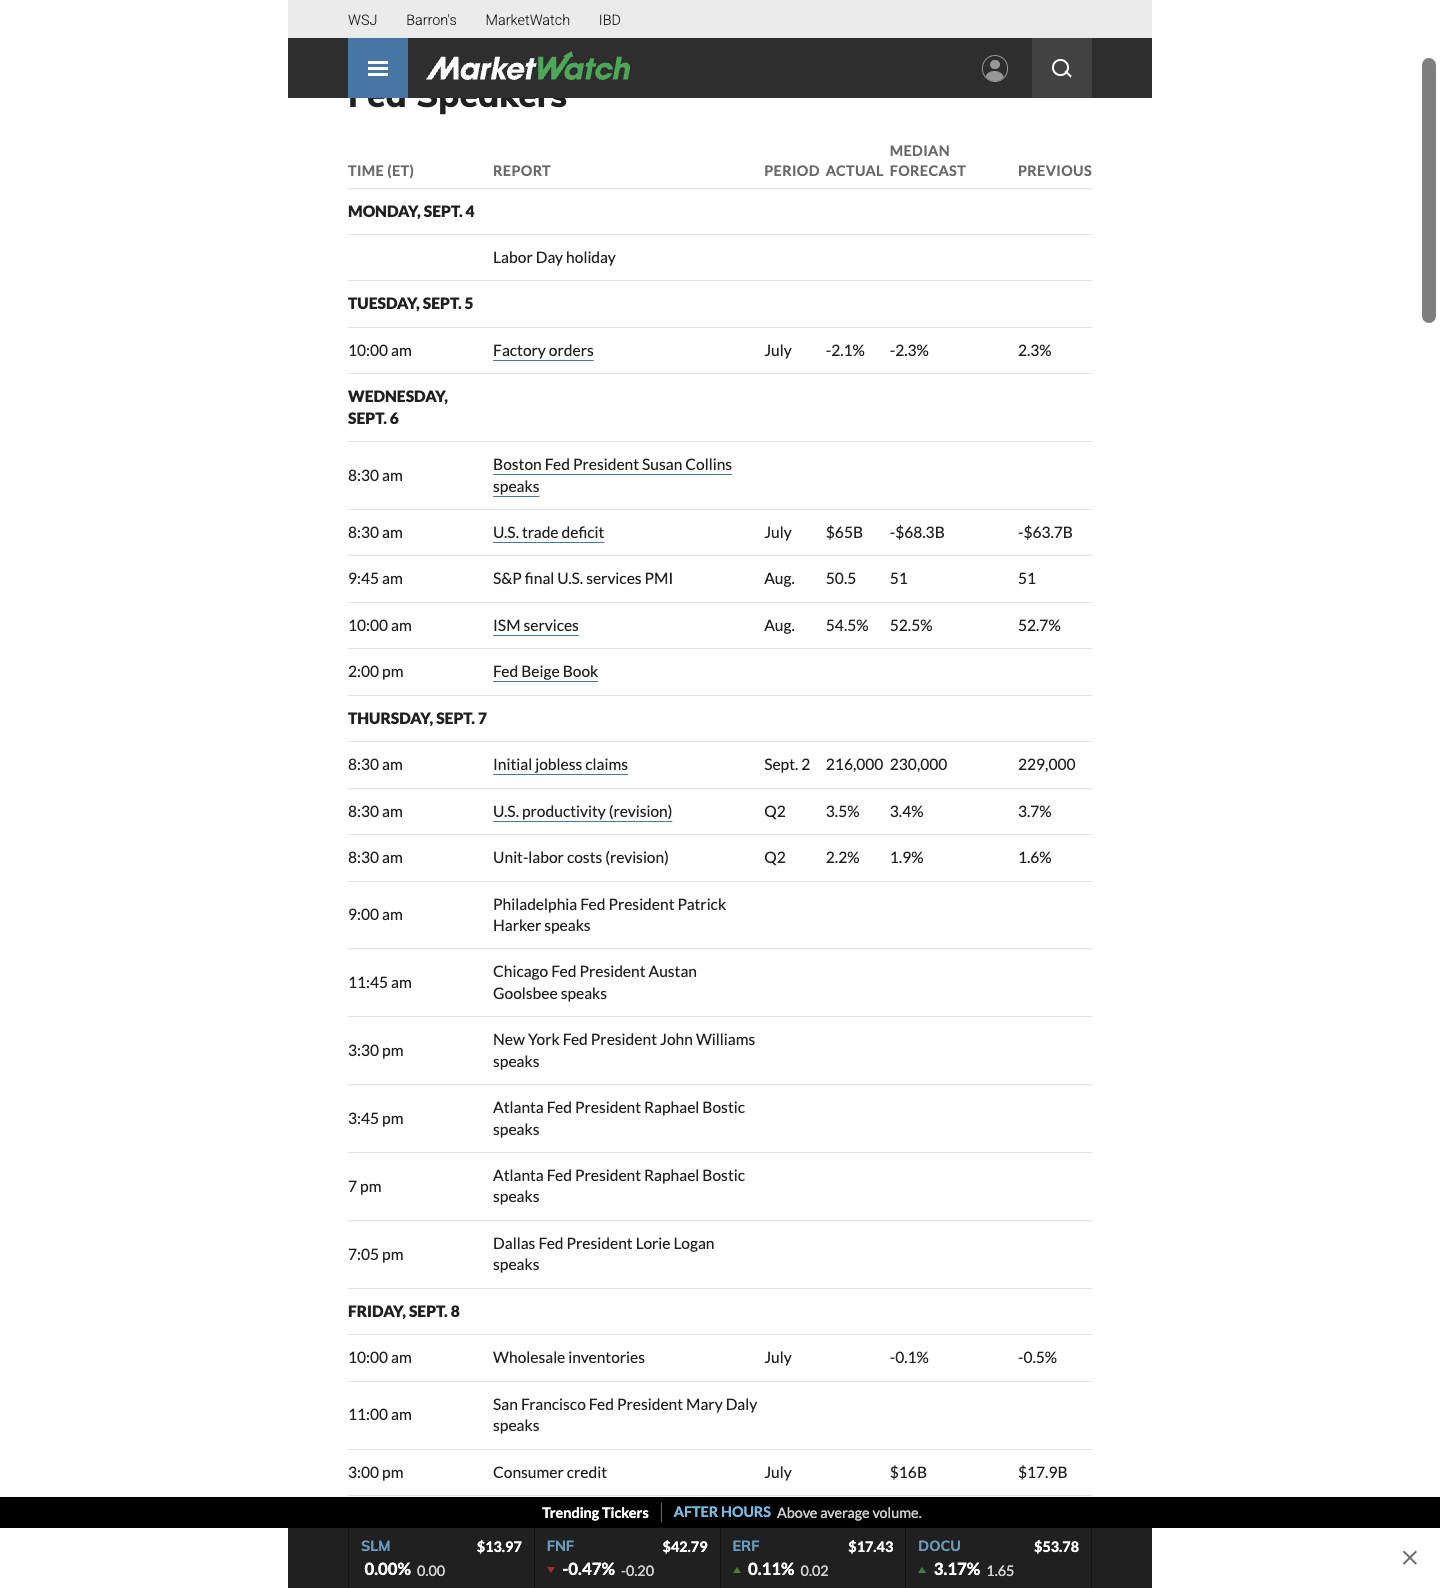 WSJ Barron's MarketWatch IBD
MarketWatch
Fed Speakers
TIME (ET) REPORT PERIOD ACTUAL MEDIAN FORECAST PREVIOUS
MONDAY, SEPT. 4
Labor Day holiday
TUESDAY, SEPT. 5
10:00 am Factory orders July -2.1% -2.3% 2.3%
WEDNESDAY,
SEPT. 6
8:30 am Boston Fed President Susan Collins
speaks
8:30 am U.S. trade deficit July $65B -$68.3B -$63.7B
9:45 am S&P final U.S. services PMI Aug. 50.5 51 51
10:00 am ISM services Aug. 54.5% 52.5% 52.7%
2:00 pm Fed Beige Book
THURSDAY, SEPT. 7
8:30 am Initial jobless claims Sept. 2 216,000 230,000 229,000
8:30 am U.S. productivity (revision) Q2 3.5% 3.4% 3.7%
8:30 am Unit-labor costs (revision) Q2 2.2% 1.9% 1.6%
9:00 am Philadelphia Fed President Patrick
Harker speaks
11:45 am Chicago Fed President Austan
Goolsbee speaks
3:30 pm New York Fed President John Williams
speaks
3:45 pm Atlanta Fed President Raphael Bostic
speaks
7 pm Atlanta Fed President Raphael Bostic
speaks
7:05 pm Dallas Fed President Lorie Logan
speaks
FRIDAY, SEPT. 8
10:00 am Wholesale inventories July -0.1% -0.5%
11:00 am San Francisco Fed President Mary Daly
speaks
3:00 pm Consumer credit July $16B $17.9B
Trending Tickers AFTER HOURS Above average volume.
SLM $13.97 FNF $42.79 ERF $17.43 DOCU $53.78
0.00% 0.00 -0.47% -0.20 0.11% 0.02 3.17% 1.65